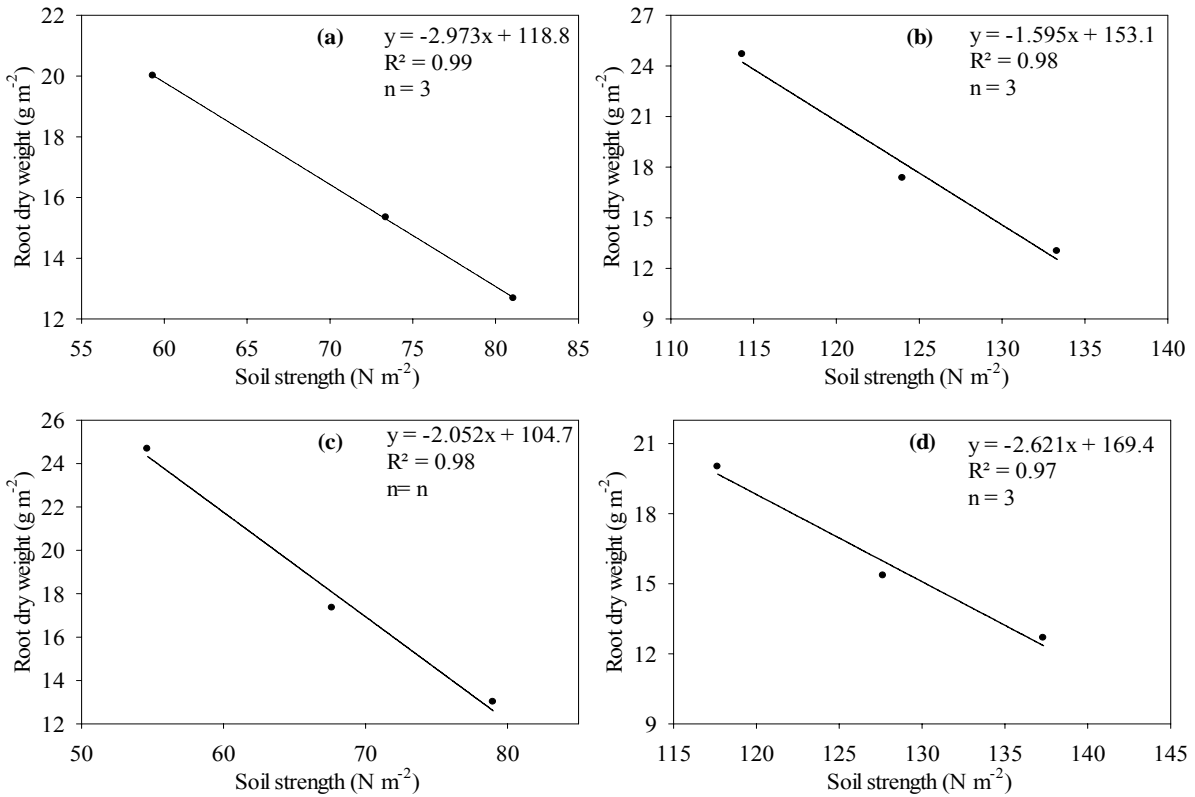 (a)
y = -2.973x + 118.8
R² = 0.99
n = 3
Root dry weight (g m⁻²)
22
20
18
16
14
12
55 60 65 70 75 80 85
Soil strength (N m⁻²)
(b)
y = -1.595x + 153.1
R² = 0.98
n = 3
Root dry weight (g m⁻²)
27
24
21
18
15
12
9
110 115 120 125 130 135 140
Soil strength (N m⁻²)
(c)
y = -2.052x + 104.7
R² = 0.98
n= n
Root dry weight (g m⁻²)
26
24
22
20
18
16
14
12
50 60 70 80
Soil strength (N m⁻²)
(d)
y = -2.621x + 169.4
R² = 0.97
n = 3
Root dry weight (g m⁻²)
21
18
15
12
9
115 120 125 130 135 140 145
Soil strength (N m⁻²)